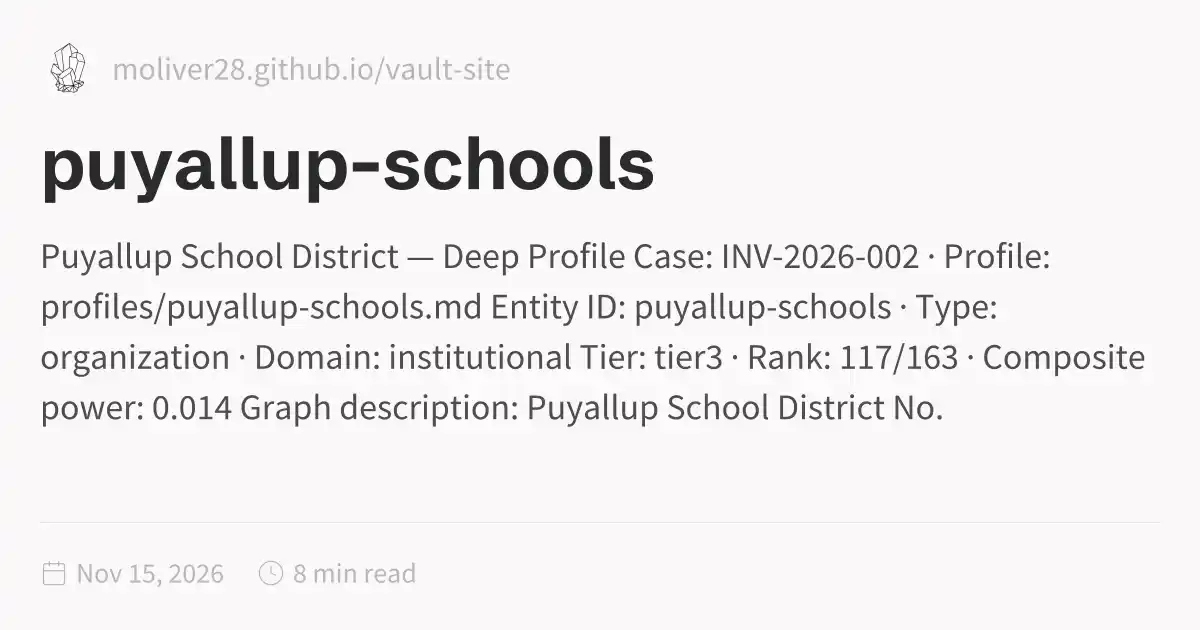 moliver28.github.io/vault-site
puyallup-schools
Puyallup School District — Deep Profile Case: INV-2026-002 · Profile:
profiles/puyallup-schools.md Entity ID: puyallup-schools · Type:
organization · Domain: institutional Tier: tier3 · Rank: 117/163 · Composite
power: 0.014 Graph description: Puyallup School District No.
Nov 15, 2026 8 min read